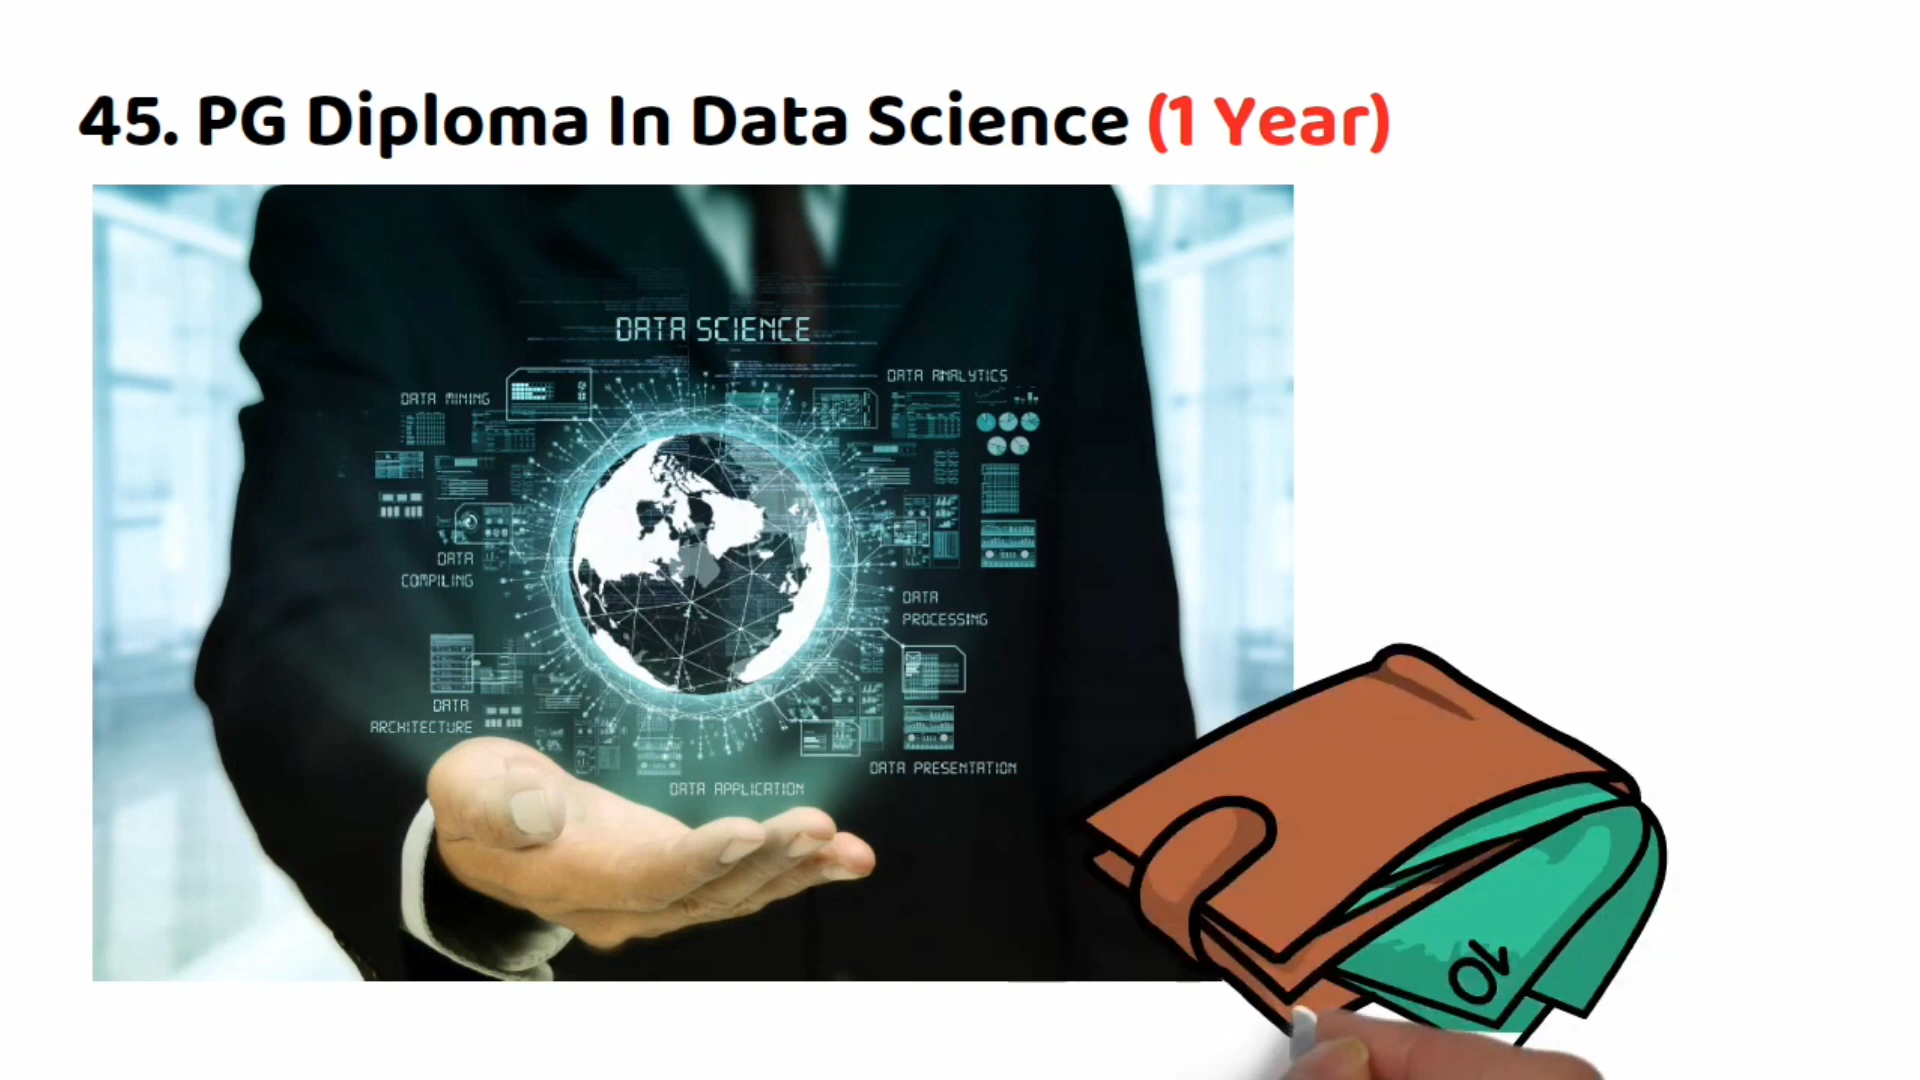 45. PG Diploma In Data Science (1 Year)
DATA SCIENCE
DATA ANALYTICS
DATA MINING
DATA
COMPILING
DATA
PROCESSING
DATA
ARCHITECTURE
DATA PRESENTATION
DATA APPLICATION
10